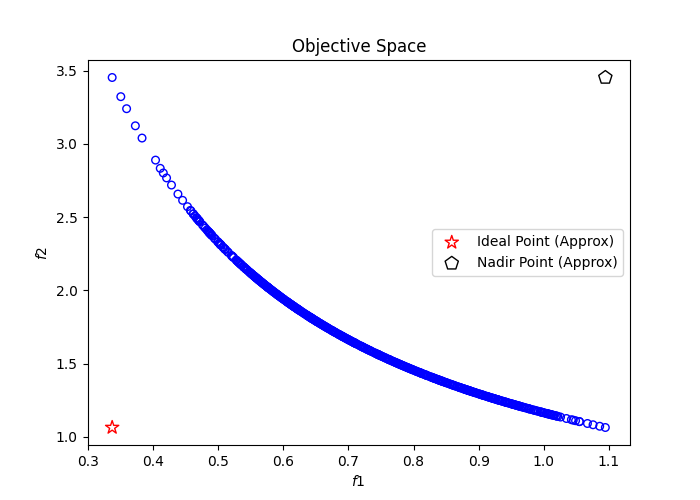 Objective Space
3.5
3.0
2.5
2.0
1.5
1.0
f2
Ideal Point (Approx)
Nadir Point (Approx)
0.3 0.4 0.5 0.6 0.7 0.8 0.9 1.0 1.1
f1